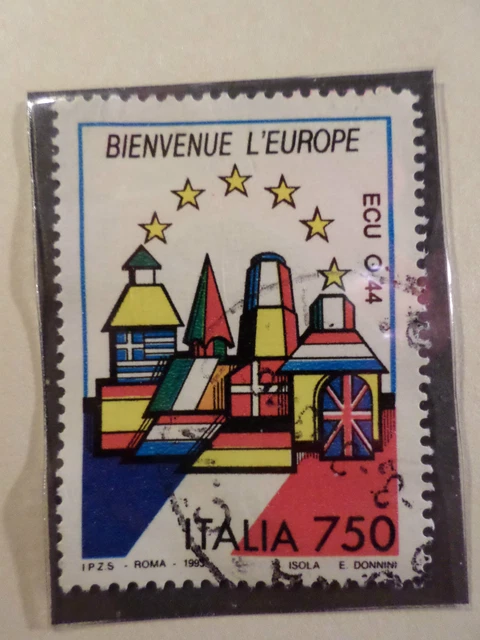 BIENVENUE L'EUROPE
ECU 0,44
ITALIA 750
I.P.Z.S. - ROMA - 1993
ISOLA E. DONNINI